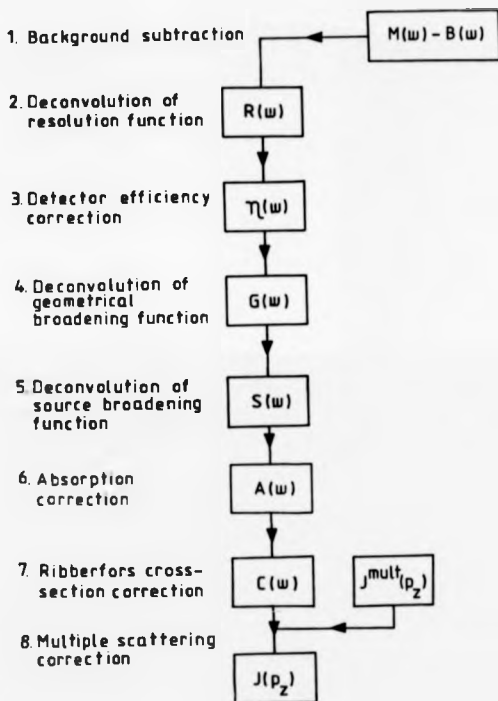 1. Background subtraction
M(ω) - B(ω)
2. Deconvolution of
resolution function
R(ω)
3. Detector efficiency
correction
η(ω)
4. Deconvolution of
geometrical
broadening function
G(ω)
5. Deconvolution of
source broadening
function
S(ω)
6. Absorption
correction
A(ω)
7. Ribberfors cross-
section correction
C(ω)
J^mult(p_z)
8. Multiple scattering
correction
J(p_z)